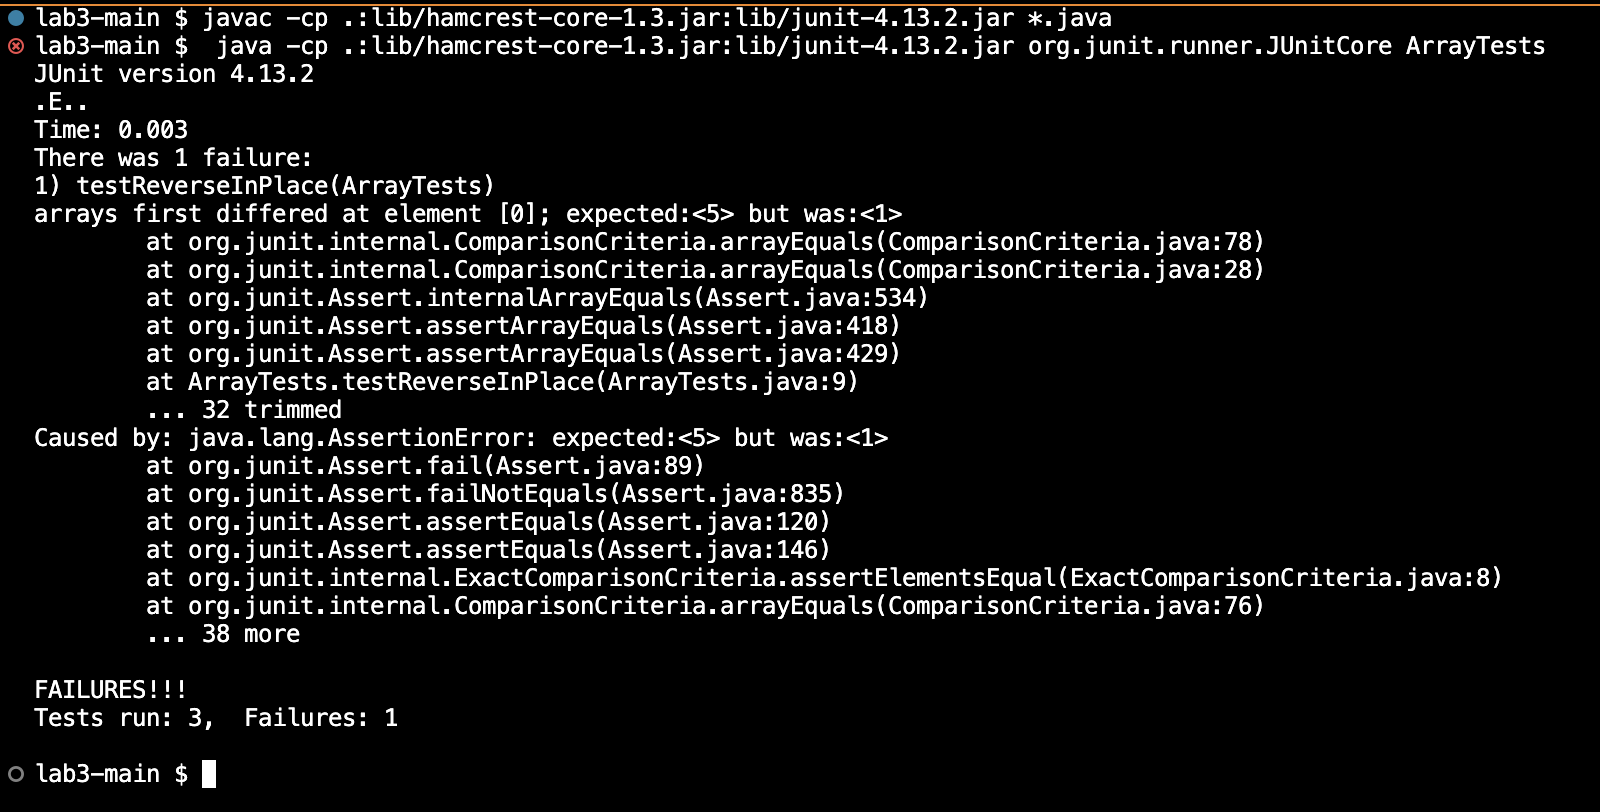 lab3-main $ javac -cp .:lib/hamcrest-core-1.3.jar:lib/junit-4.13.2.jar *.java
lab3-main $  java -cp .:lib/hamcrest-core-1.3.jar:lib/junit-4.13.2.jar org.junit.runner.JUnitCore ArrayTests
JUnit version 4.13.2
.E..
Time: 0.003
There was 1 failure:
1) testReverseInPlace(ArrayTests)
arrays first differed at element [0]; expected:<5> but was:<1>
        at org.junit.internal.ComparisonCriteria.arrayEquals(ComparisonCriteria.java:78)
        at org.junit.internal.ComparisonCriteria.arrayEquals(ComparisonCriteria.java:28)
        at org.junit.Assert.internalArrayEquals(Assert.java:534)
        at org.junit.Assert.assertArrayEquals(Assert.java:418)
        at org.junit.Assert.assertArrayEquals(Assert.java:429)
        at ArrayTests.testReverseInPlace(ArrayTests.java:9)
        ... 32 trimmed
Caused by: java.lang.AssertionError: expected:<5> but was:<1>
        at org.junit.Assert.fail(Assert.java:89)
        at org.junit.Assert.failNotEquals(Assert.java:835)
        at org.junit.Assert.assertEquals(Assert.java:120)
        at org.junit.Assert.assertEquals(Assert.java:146)
        at org.junit.internal.ExactComparisonCriteria.assertElementsEqual(ExactComparisonCriteria.java:8)
        at org.junit.internal.ComparisonCriteria.arrayEquals(ComparisonCriteria.java:76)
        ... 38 more

FAILURES!!!
Tests run: 3,  Failures: 1

lab3-main $